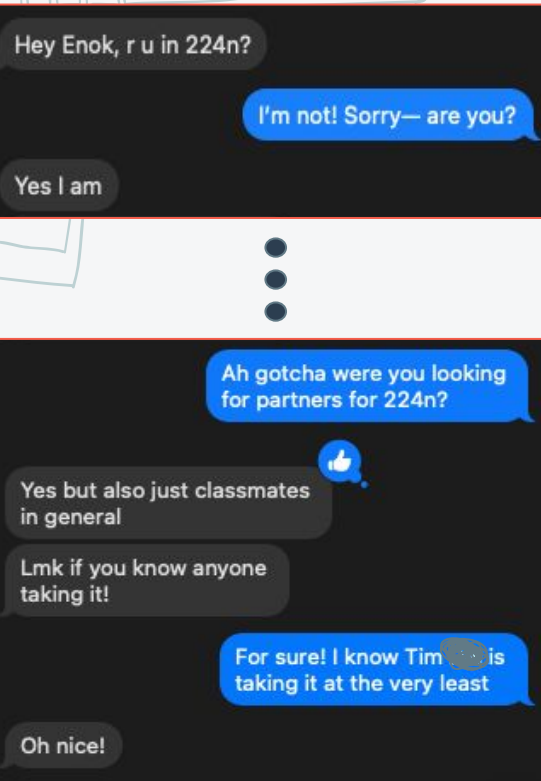 Hey Enok, r u in 224n?
I'm not! Sorry— are you?
Yes I am
Ah gotcha were you looking
for partners for 224n?
Yes but also just classmates
in general
Lmk if you know anyone
taking it!
For sure! I know Tim is
taking it at the very least
Oh nice!